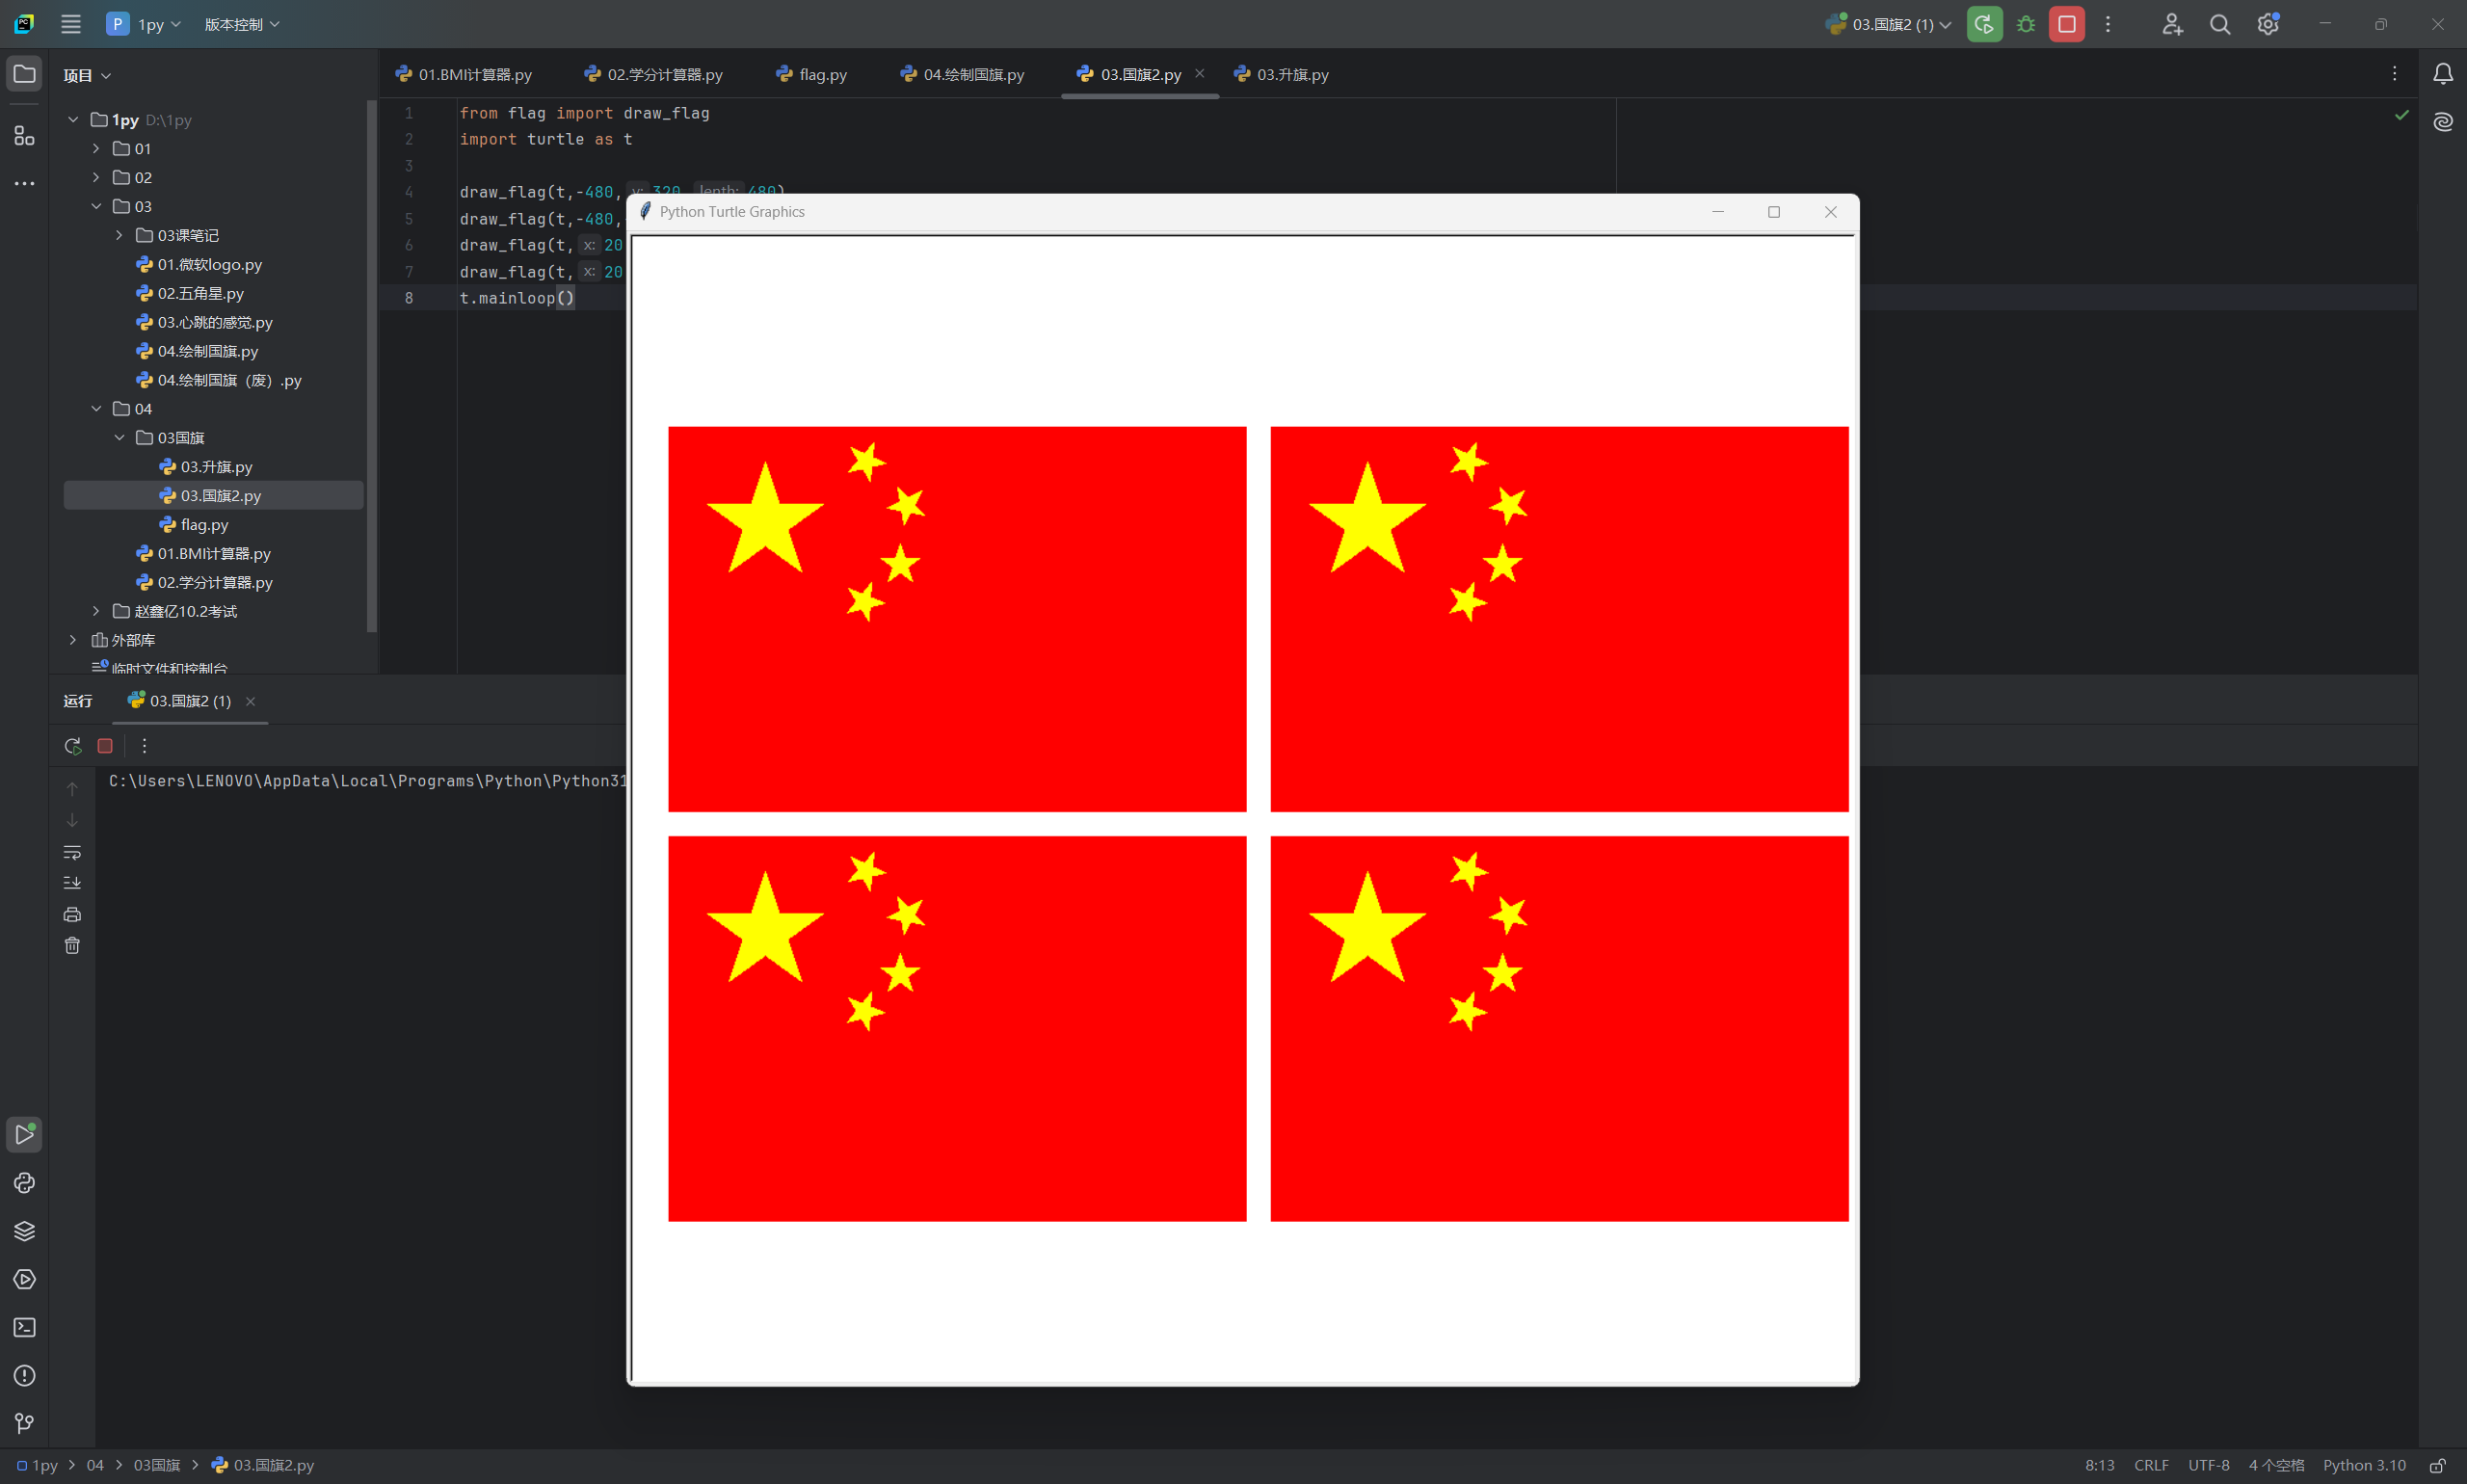 P 1py 版本控制 03.国旗2 (1)
项目
01.BMI计算器.py 02.学分计算器.py flag.py 04.绘制国旗.py 03.国旗2.py 03.升旗.py
1py D:\1py
01
02
03
03课笔记
01.微软logo.py
02.五角星.py
03.心跳的感觉.py
04.绘制国旗.py
04.绘制国旗（废）.py
04
03国旗
03.升旗.py
03.国旗2.py
flag.py
01.BMI计算器.py
02.学分计算器.py
赵鑫亿10.2考试
外部库
临时文件和控制台
1 from flag import draw_flag
2 import turtle as t
3
4 draw_flag(t,-480, y: 320, lenth: 480)
5 draw_flag(t,-480,
6 draw_flag(t, x: 20
7 draw_flag(t, x: 20
8 t.mainloop()
Python Turtle Graphics
运行 03.国旗2 (1)
C:\Users\LENOVO\AppData\Local\Programs\Python\Python31
1py > 04 > 03国旗 > 03.国旗2.py
8:13 CRLF UTF-8 4 个空格 Python 3.10